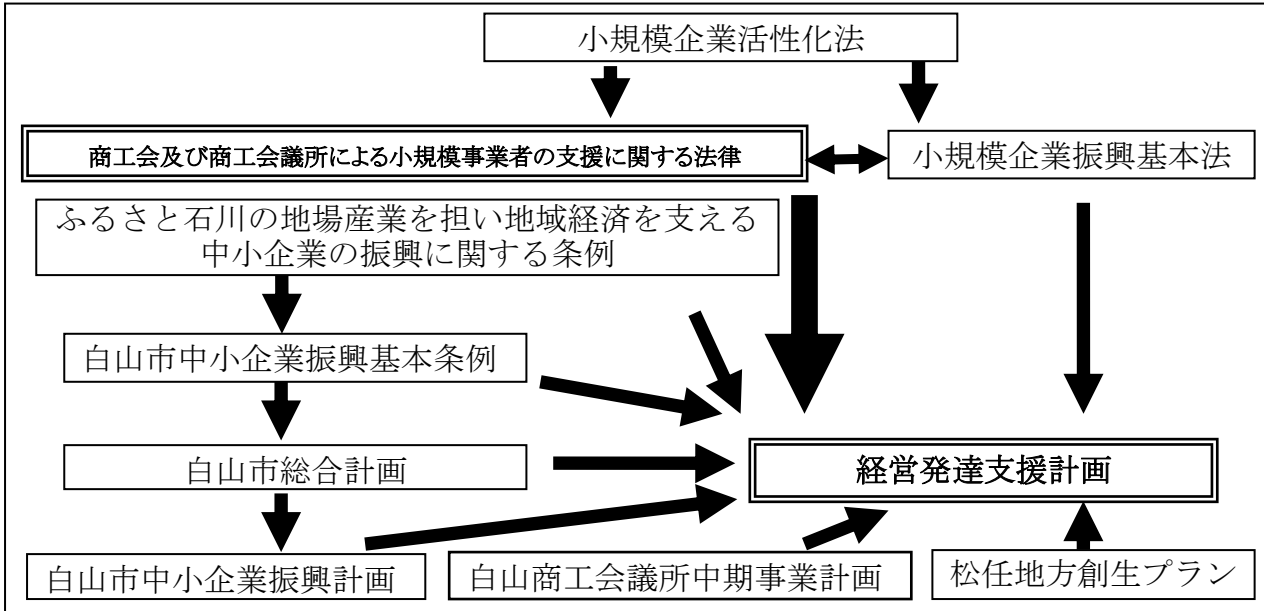 小規模企業活性化法
商工会及び商工会議所による小規模事業者の支援に関する法律
小規模企業振興基本法
ふるさと石川の地場産業を担い地域経済を支える
中小企業の振興に関する条例
白山市中小企業振興基本条例
白山市総合計画
経営発達支援計画
白山市中小企業振興計画
白山商工会議所中期事業計画
松任地方創生プラン